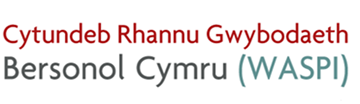 Cytundeb Rhannu Gwybodaeth
Bersonol Cymru (WASPI)